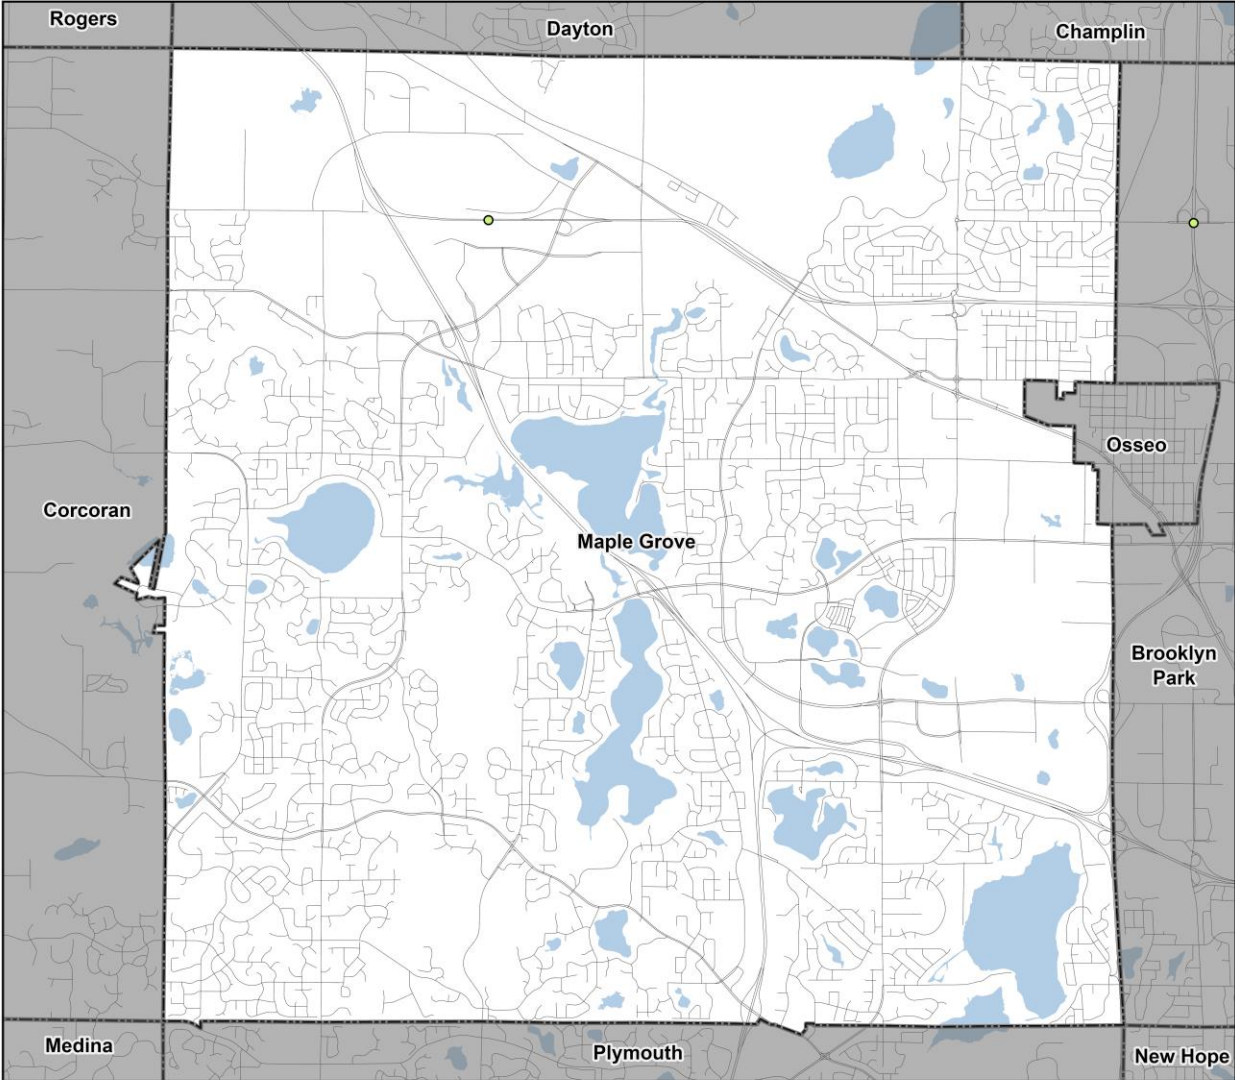 Rogers
Dayton
Champlin
Osseo
Corcoran
Maple Grove
Brooklyn
Park
Medina
Plymouth
New Hope